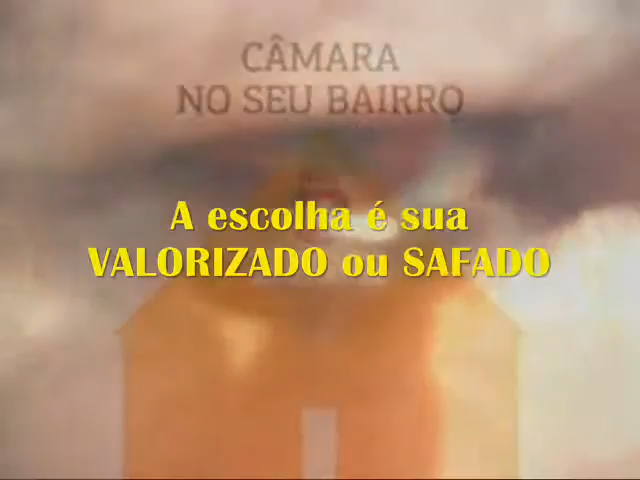 CÂMARA
NO SEU BAIRRO
A escolha é sua
VALORIZADO ou SAFADO